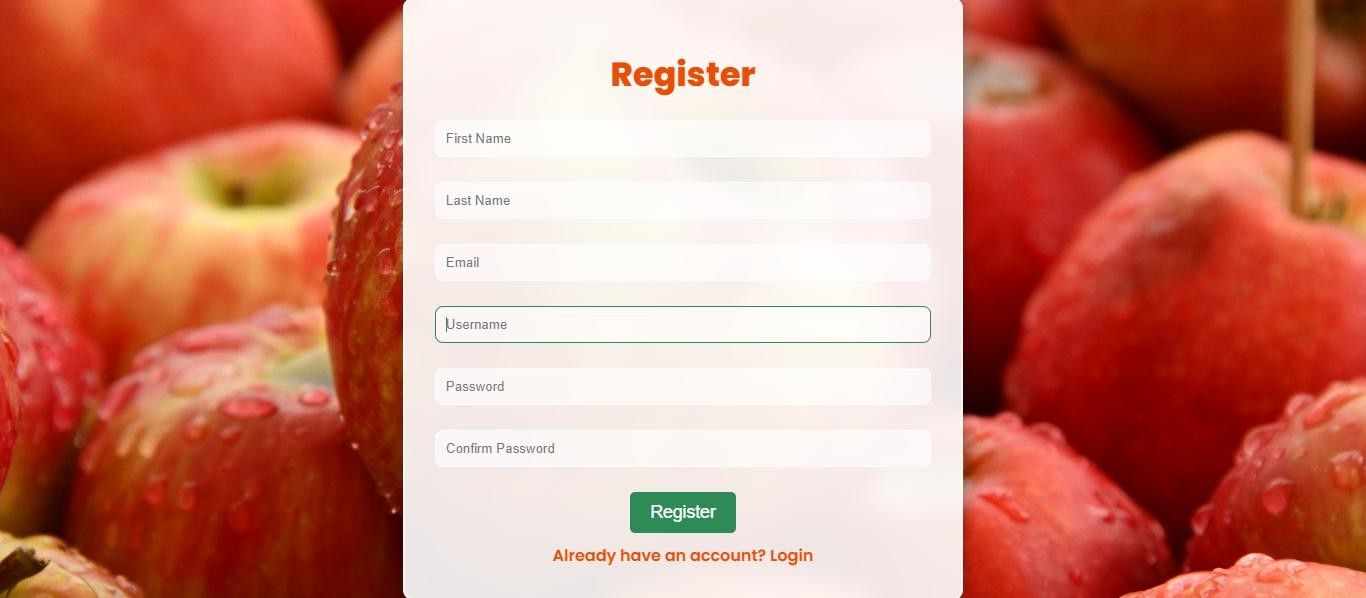 Register
First Name
Last Name
Email
Username
Password
Confirm Password
Register
Already have an account? Login